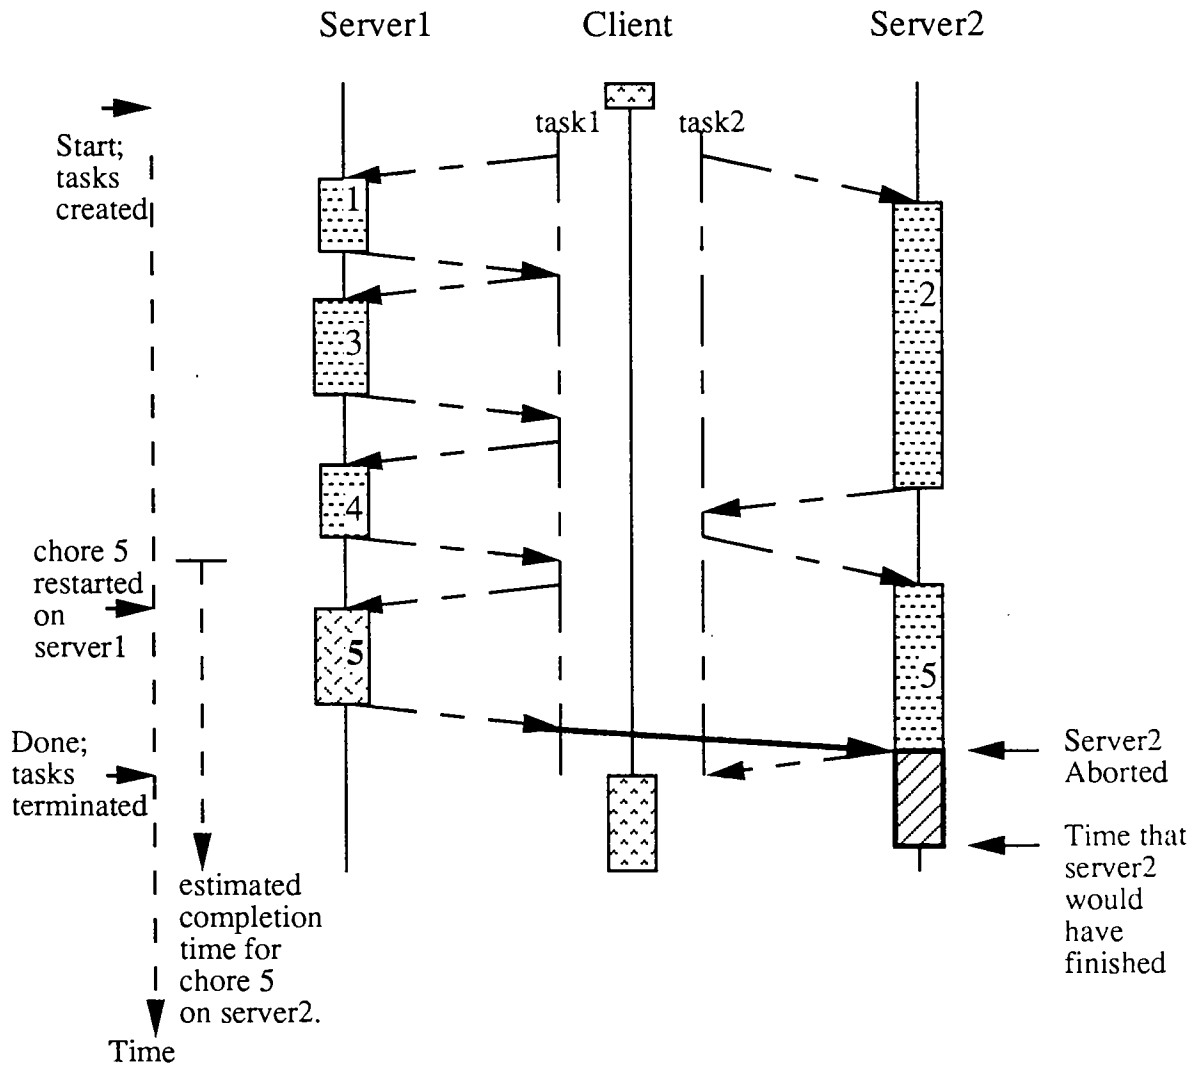 Server1
Client
Server2
task1
task2
Start;
tasks
created
1
2
3
4
chore 5
restarted
on
server1
5
5
Done;
tasks
terminated
Server2
Aborted
Time that
server2
would
have
finished
estimated
completion
time for
chore 5
on server2.
Time